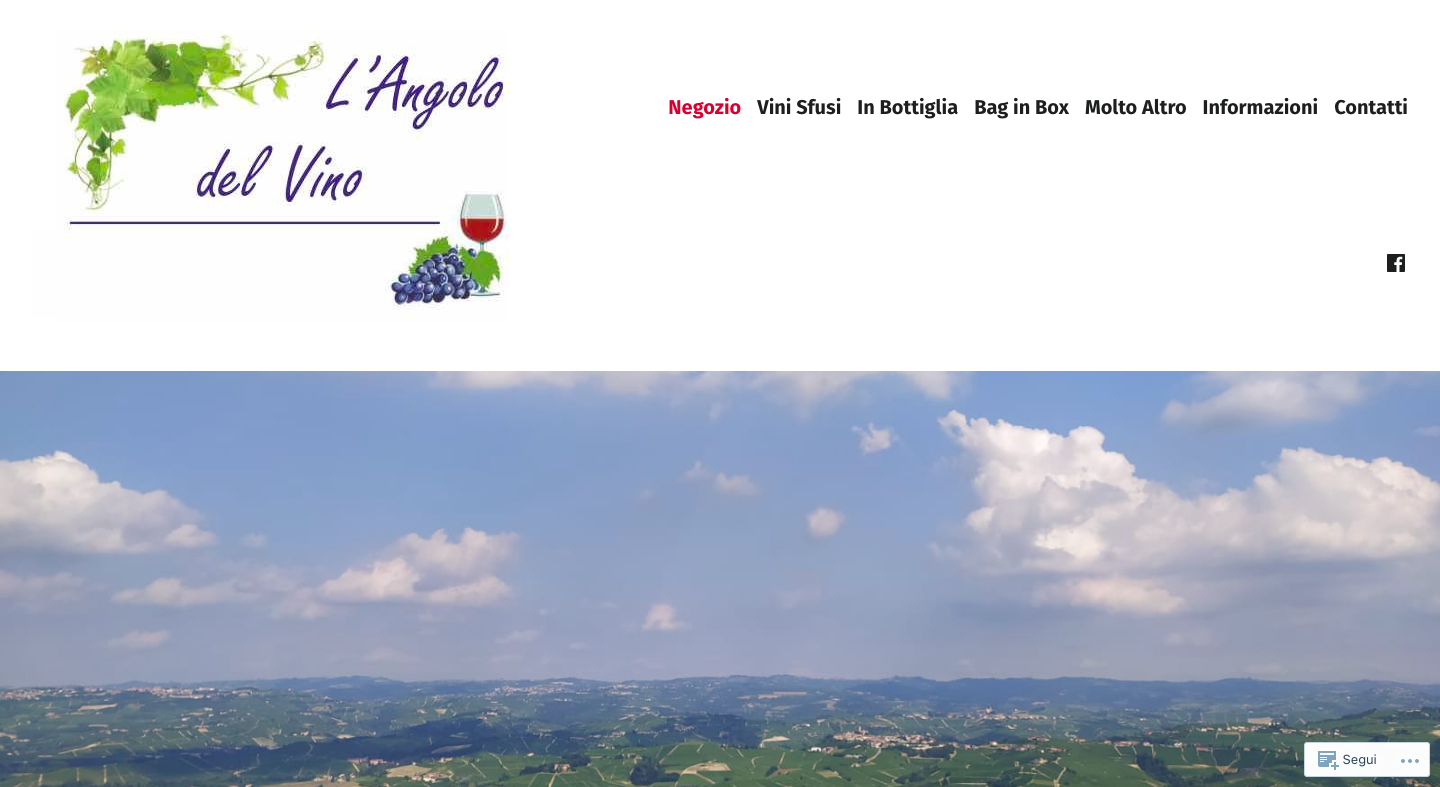 L'Angolo
del Vino
Negozio Vini Sfusi In Bottiglia Bag in Box Molto Altro Informazioni Contatti
Segui